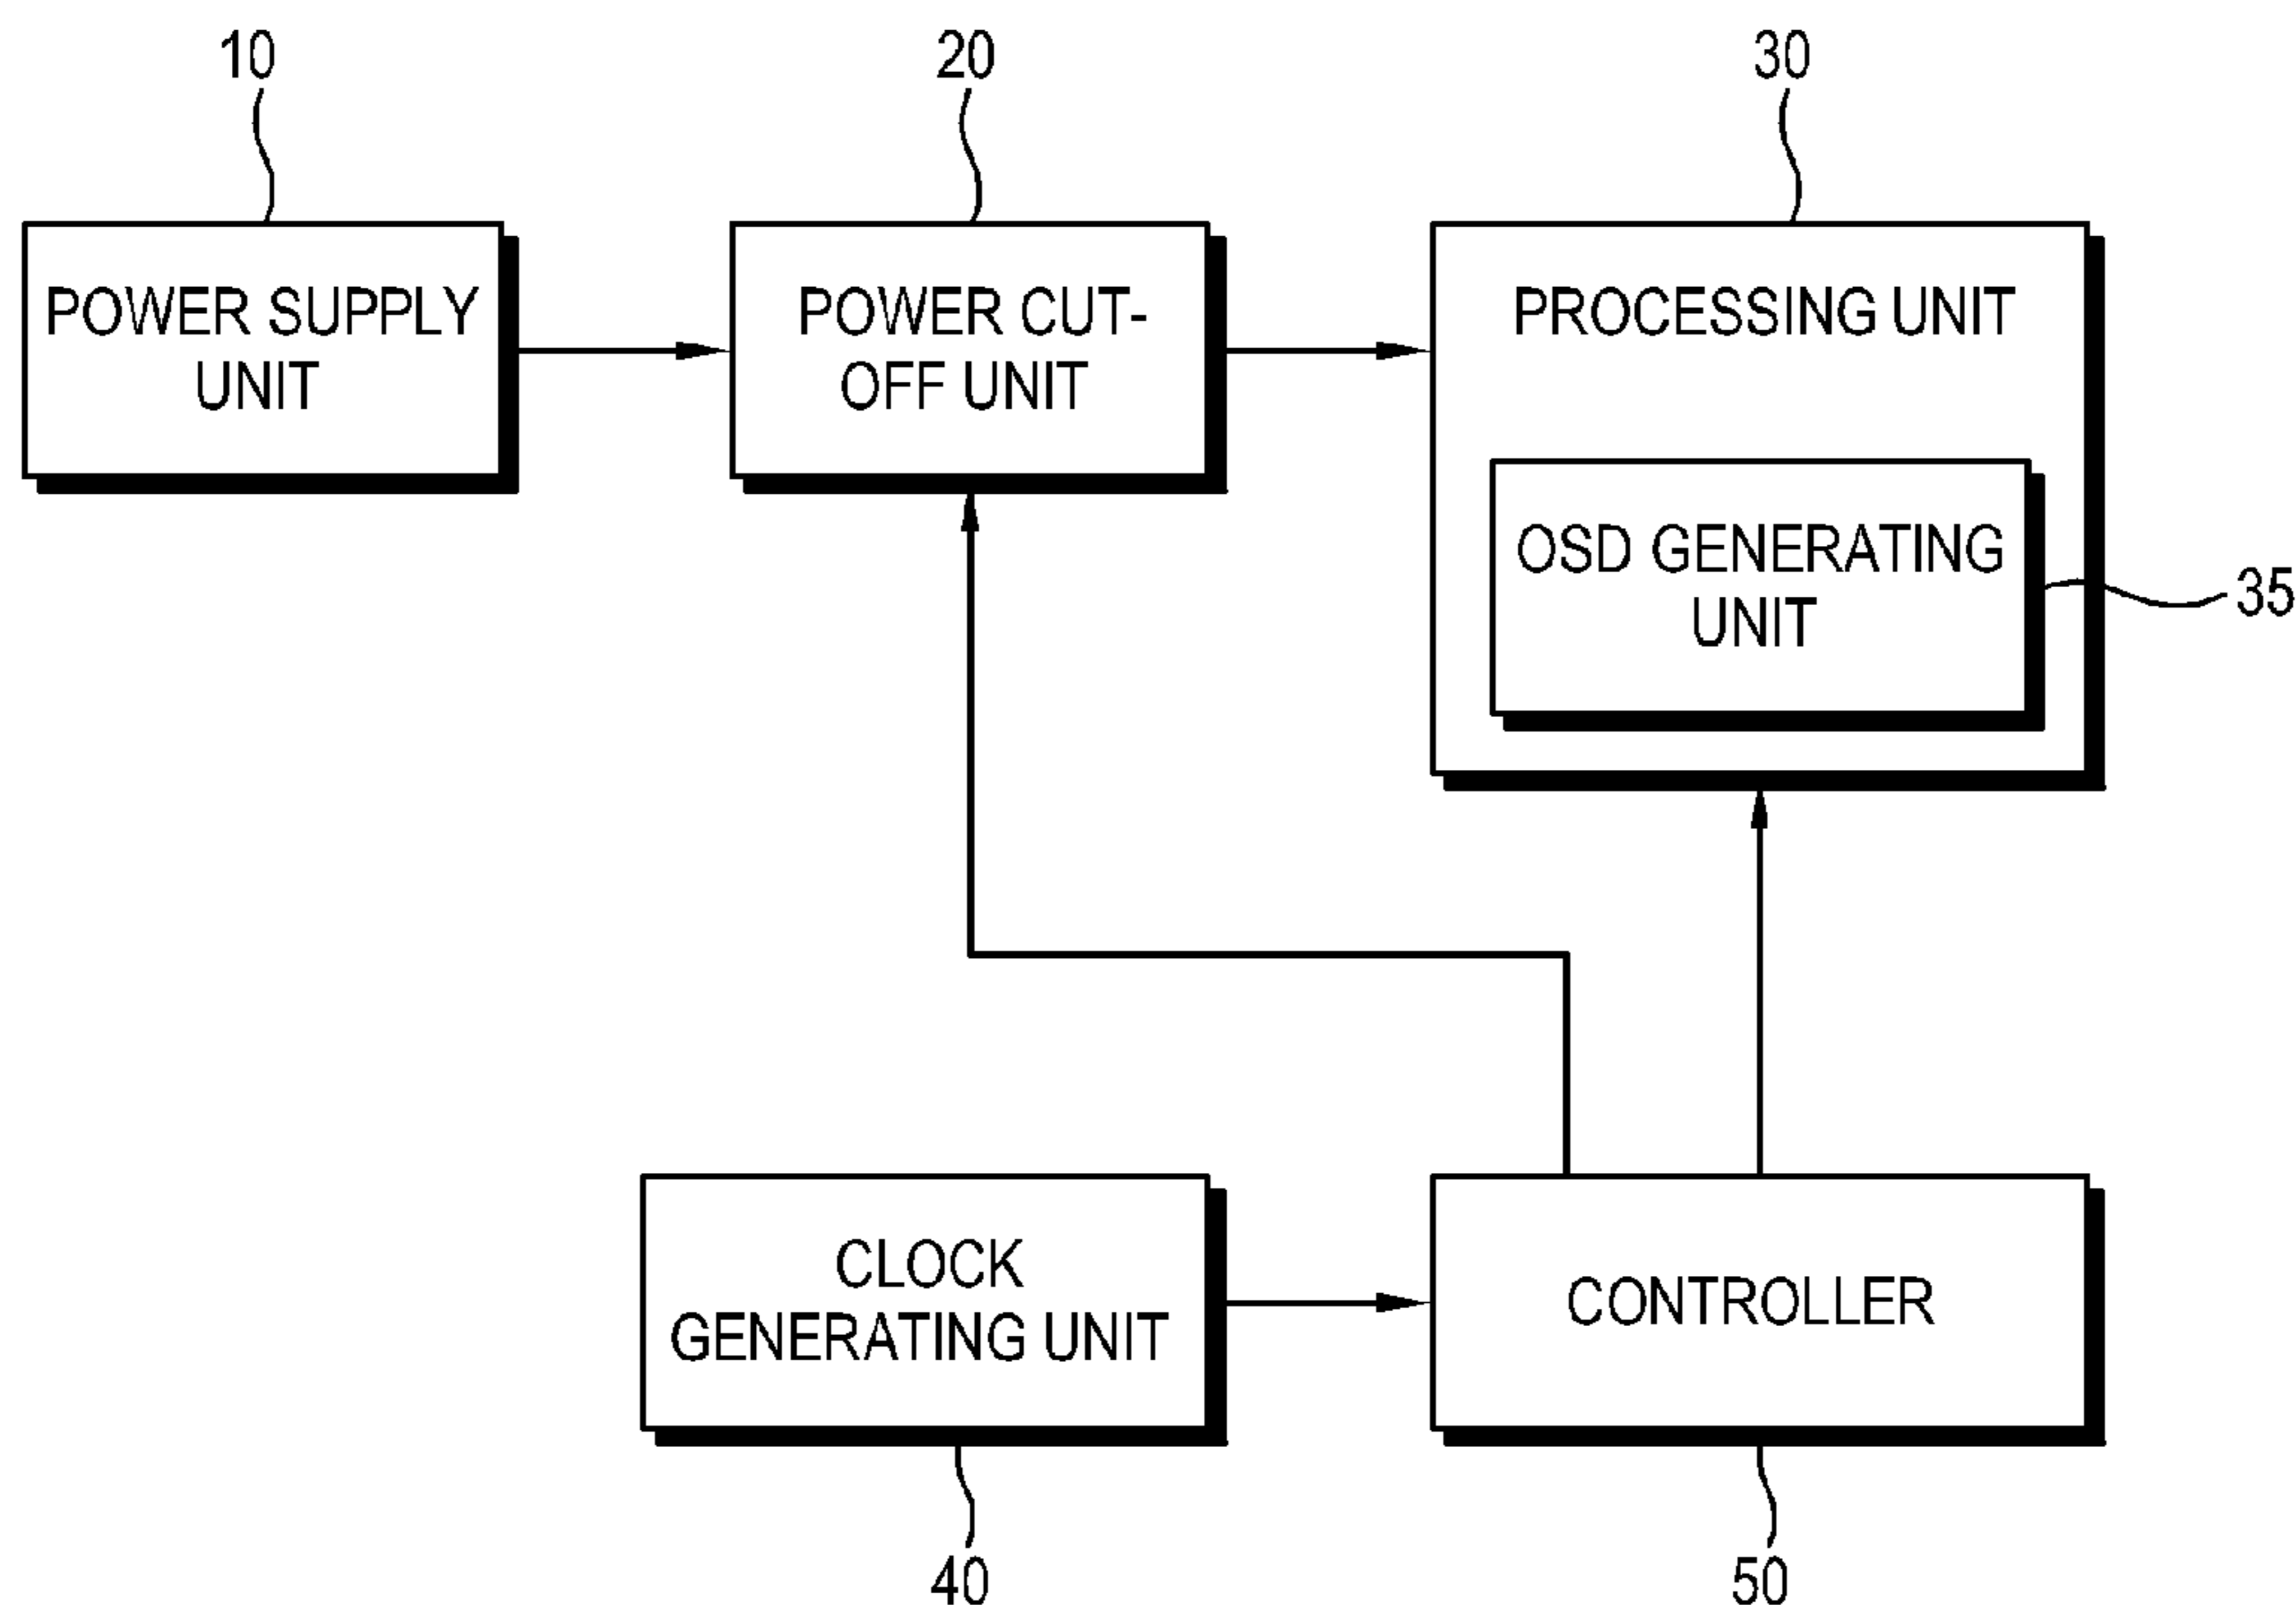 10
20
30
POWER SUPPLY
UNIT
POWER CUT-
OFF UNIT
PROCESSING UNIT
OSD GENERATING
UNIT
35
CLOCK
GENERATING UNIT
CONTROLLER
40
50